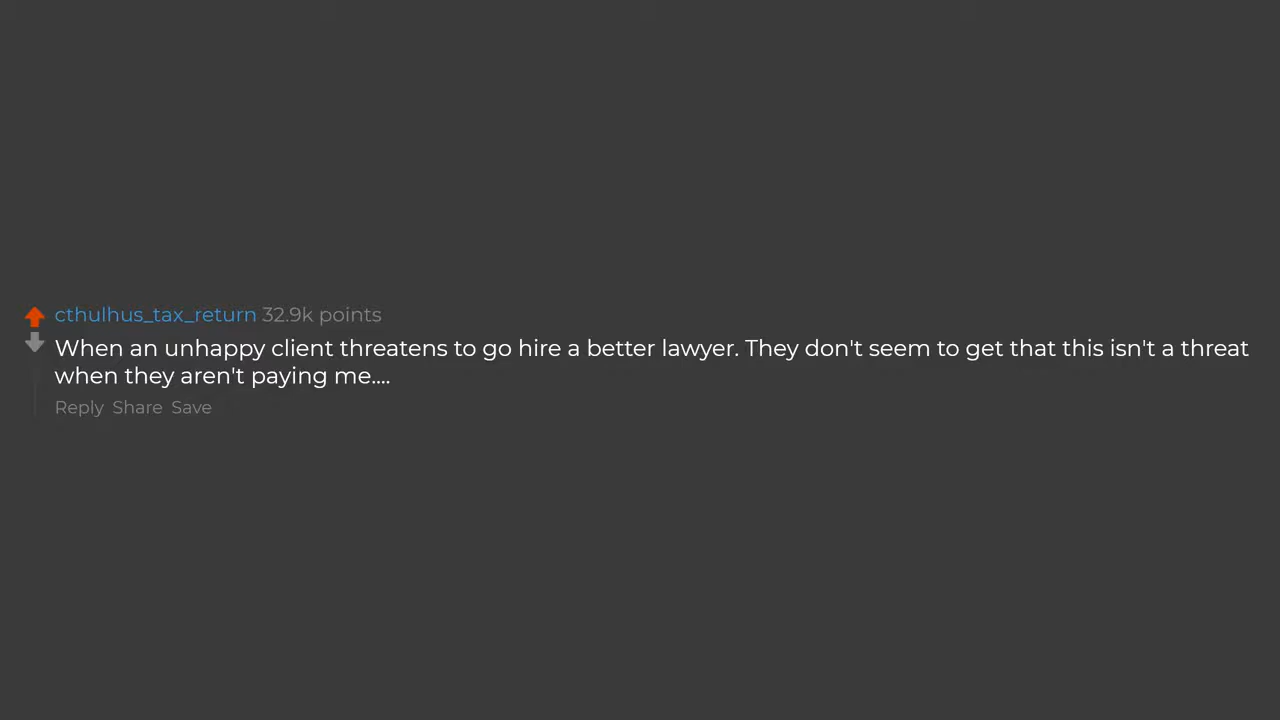 cthulhus_tax_return 32.9k points
When an unhappy client threatens to go hire a better lawyer. They don't seem to get that this isn't a threat
when they aren't paying me....
Reply Share Save